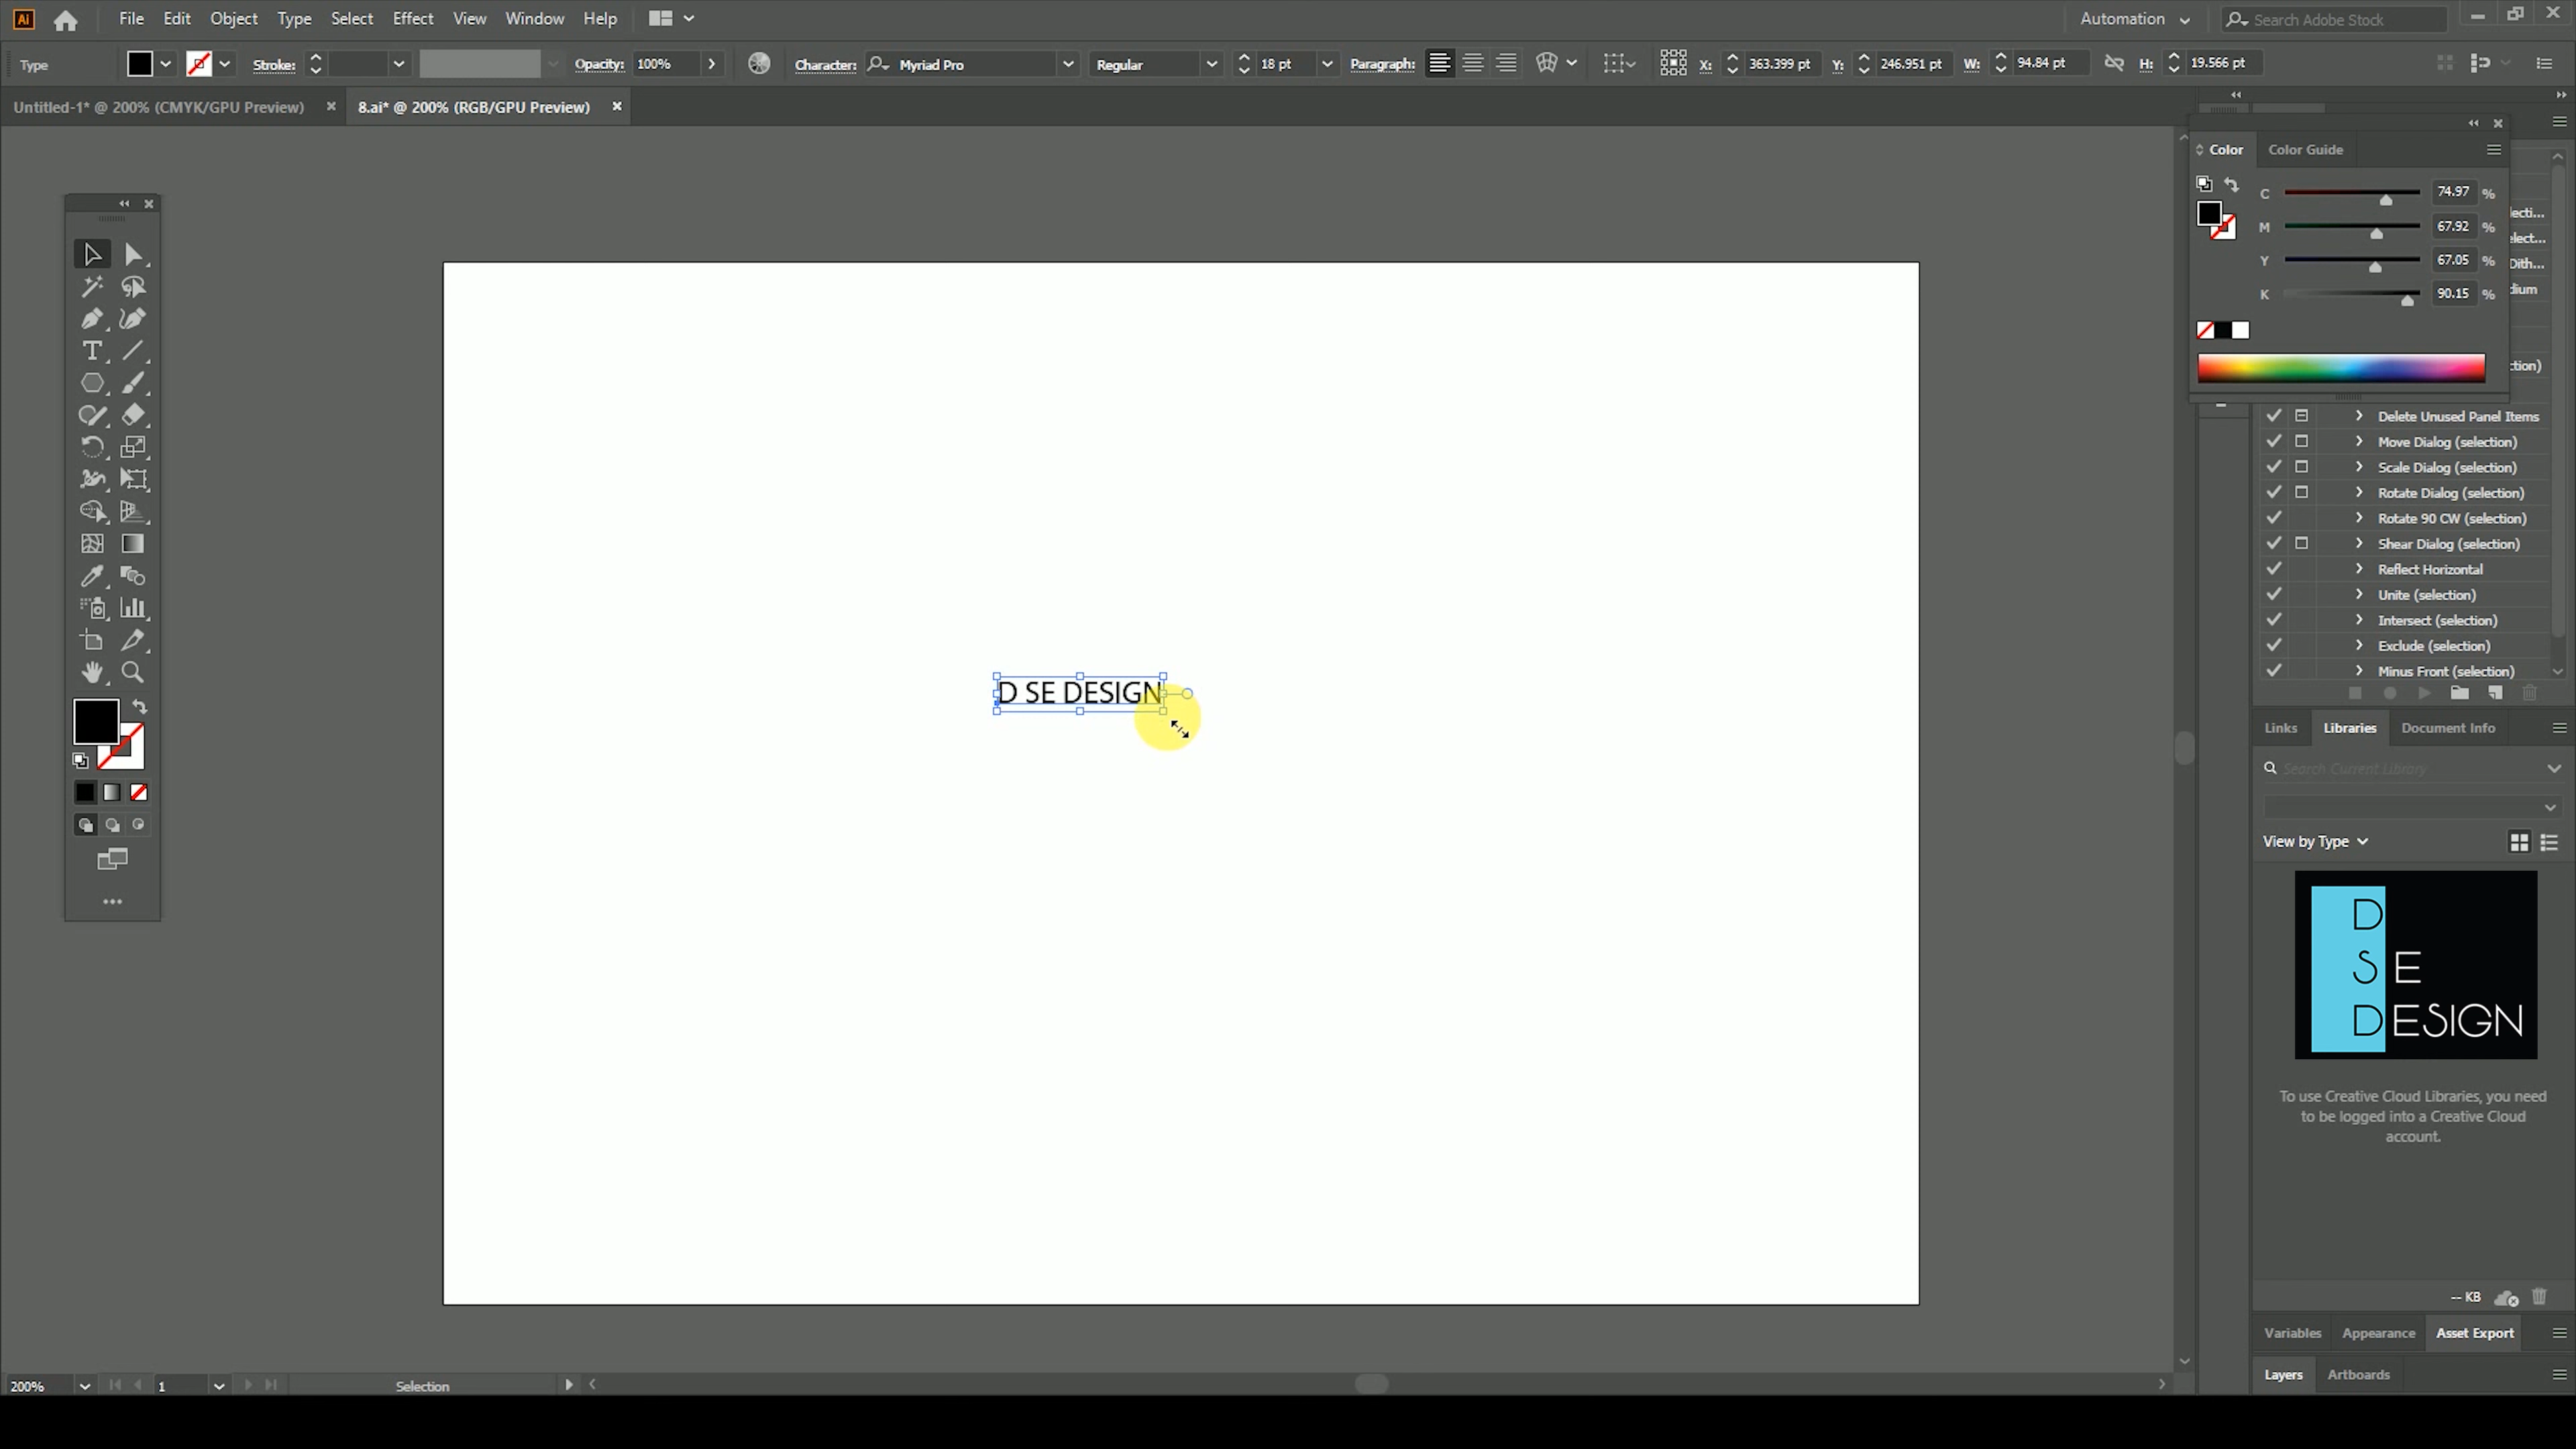 Ai File Edit Object Type Select Effect View Window Help Automation Search Adobe Stock
Type Stroke: Opacity: 100% Character: Myriad Pro Regular 18 pt Paragraph: X: 363.399 pt Y: 246.951 pt W: 94.84 pt H: 19.566 pt
Untitled-1* @ 200% (CMYK/GPU Preview) 8.ai* @ 200% (RGB/GPU Preview)
Color Color Guide
C 74.97 %
M 67.92 %
Y 67.05 %
K 90.15 %
Delete Unused Panel Items
Move Dialog (selection)
Scale Dialog (selection)
Rotate Dialog (selection)
Rotate 90 CW (selection)
Shear Dialog (selection)
Reflect Horizontal
Unite (selection)
Intersect (selection)
Exclude (selection)
Minus Front (selection)
D SE DESIGN
Links Libraries Document Info
Search Current Library
View by Type
D
S E
DESIGN
To use Creative Cloud Libraries, you need
to be logged into a Creative Cloud
account.
-- KB
Variables Appearance Asset Export
Layers Artboards
200% 1 Selection